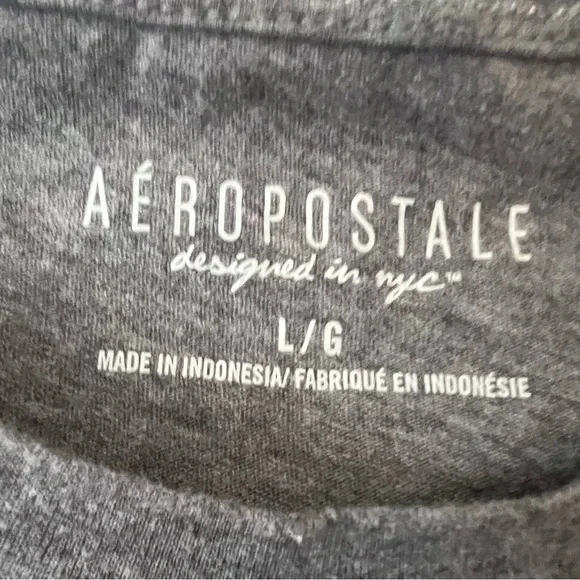 AÉROPOSTALE
designed in nyc™
L/G
MADE IN INDONESIA/FABRIQUÉ EN INDONÉSIE